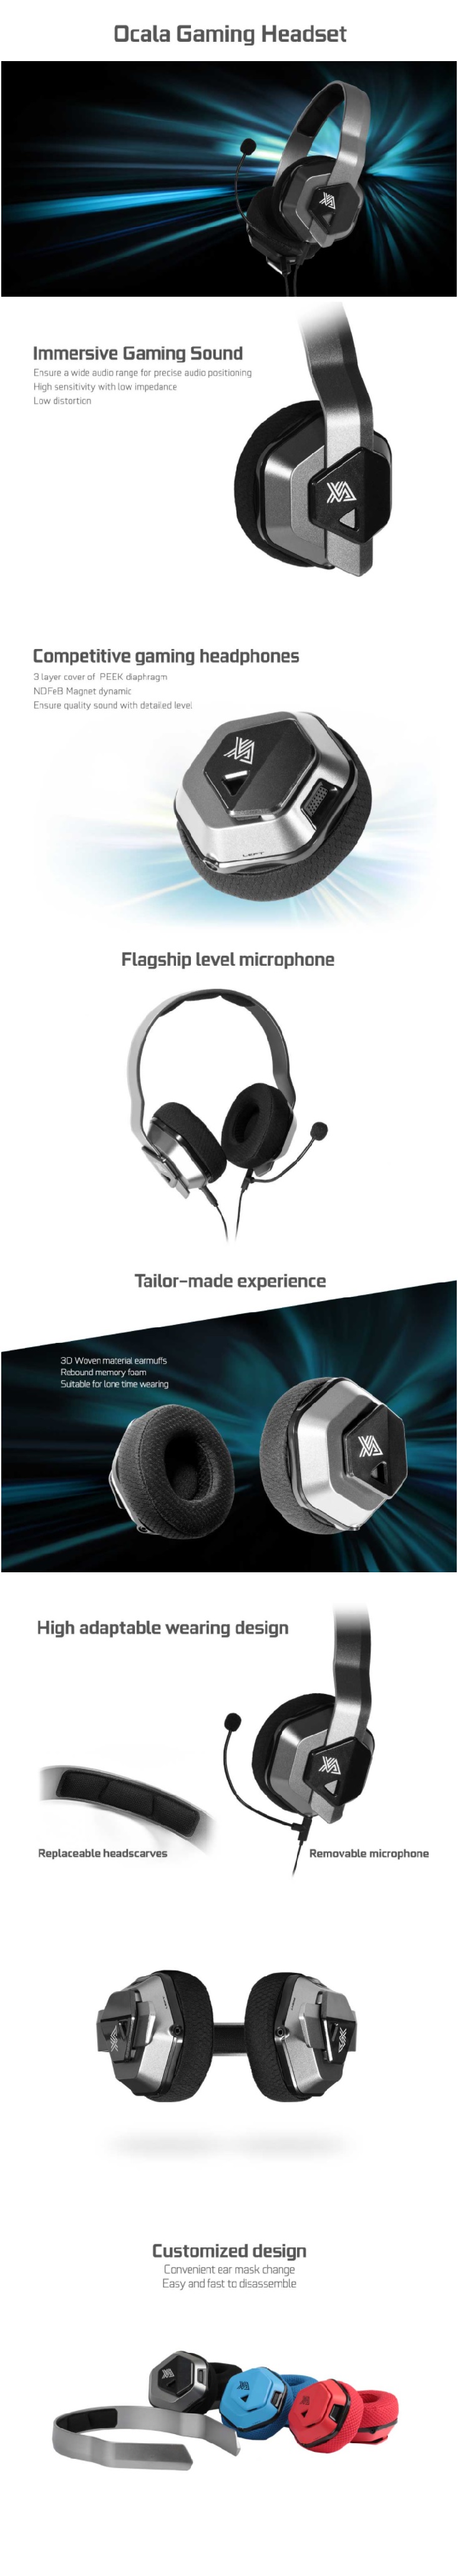 Ocala Gaming Headset
Immersive Gaming Sound
Ensure a wide audio range for precise audio positioning
High sensitivity with low impedance
Low distortion
Competitive gaming headphones
3 layer cover of PEEK diaphragm
NDFeB Magnet dynamic
Ensure quality sound with detailed level
LEFT
Flagship level microphone
Tailor-made experience
3D Woven material earmuffs
Rebound memory foam
Suitable for lone time wearing
High adaptable wearing design
Replaceable headscarves
Removable microphone
Customized design
Convenient ear mask change
Easy and fast to disassemble